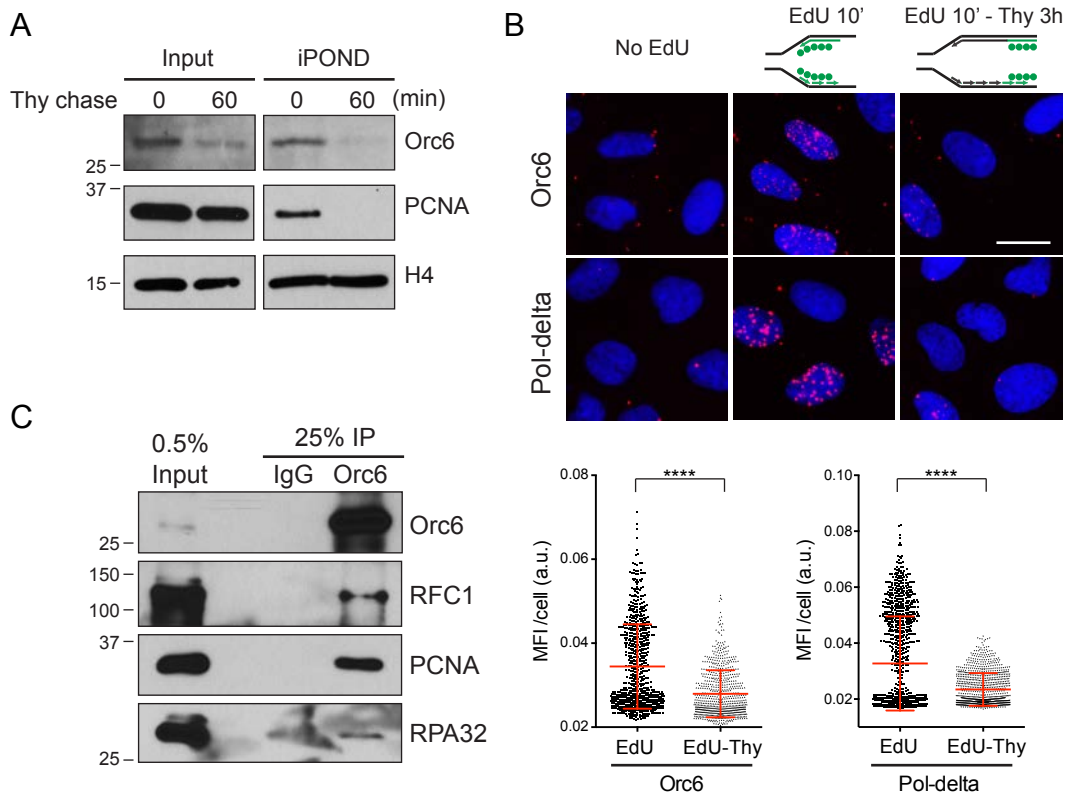 A
Input iPOND
Thy chase 0 60 0 60 (min)
Orc6
25
37
PCNA
15
H4
B
No EdU
EdU 10’
EdU 10’ - Thy 3h
Orc6
Pol-delta
C
0.5% Input
25% IP
IgG Orc6
Orc6
25
150
RFC1
100
37
PCNA
RPA32
25
MFI /cell (a.u.)
0.08
0.06
0.04
0.02
****
EdU EdU-Thy
Orc6
MFI /cell (a.u.)
0.10
0.08
0.06
0.04
0.02
****
EdU EdU-Thy
Pol-delta